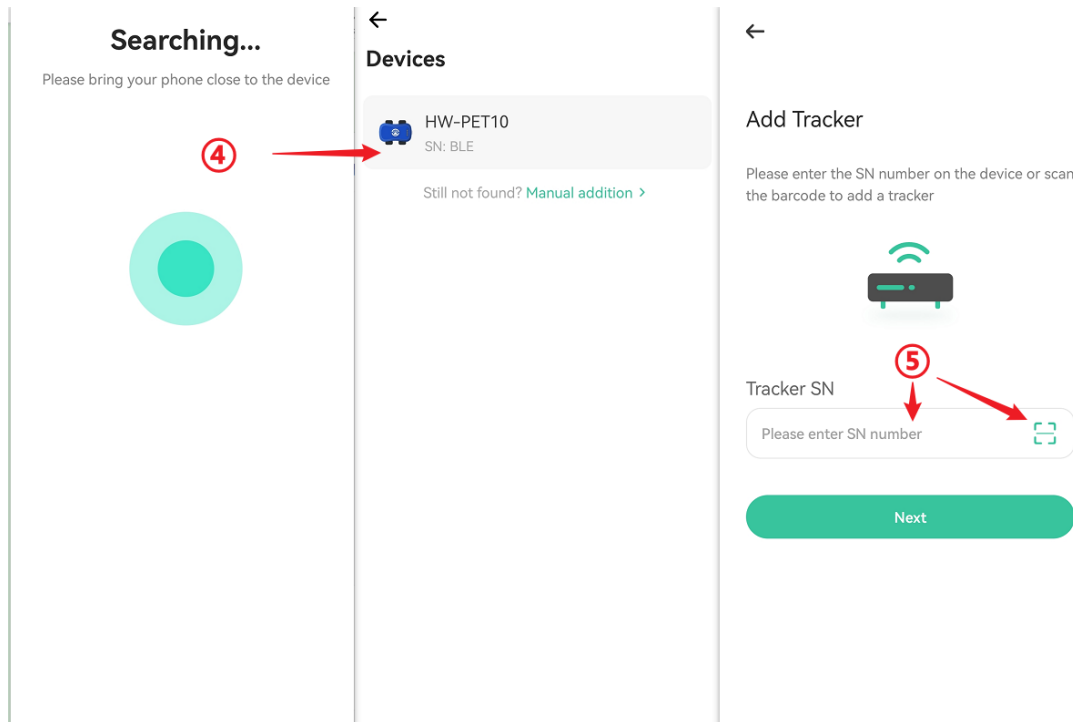 Searching...
Please bring your phone close to the device
④
Devices
HW-PET10
SN: BLE
Still not found? Manual addition >
Add Tracker
Please enter the SN number on the device or scan
the barcode to add a tracker
⑤
Tracker SN
Please enter SN number
Next